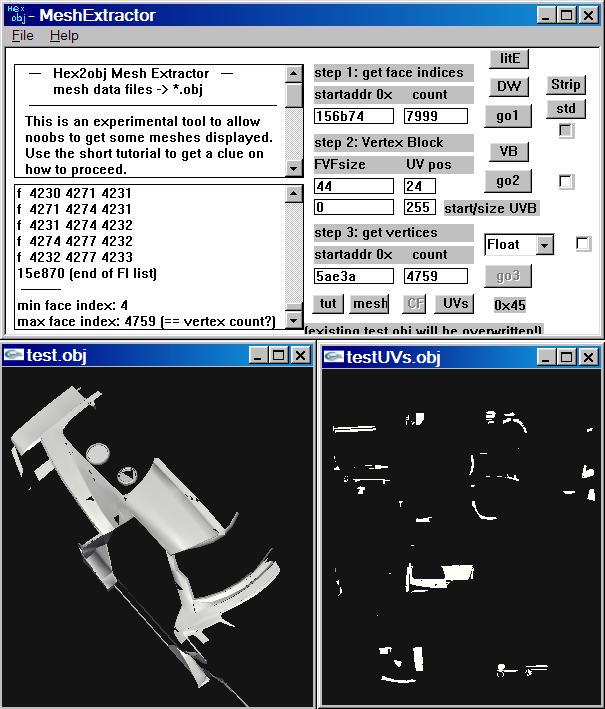 Hex obj - MeshExtractor
File Help
— Hex2obj Mesh Extractor —
mesh data files -> *.obj
This is an experimental tool to allow
noobs to get some meshes displayed.
Use the short tutorial to get a clue on
how to proceed.
f 4230 4271 4231
f 4271 4274 4231
f 4231 4274 4232
f 4274 4277 4232
f 4232 4277 4233
15e870 (end of FI list)
min face index: 4
max face index: 4759 (== vertex count?)
step 1: get face indices
startaddr 0x count
156b74 7999
step 2: Vertex Block
FVFsize UV pos
44 24
0 255 start/size UVB
step 3: get vertices
startaddr 0x count
5ae3a 4759
tut mesh CF UVs
(existing test.obj will be overwritten!)
litE
DW
go1
VB
go2
Float
go3
0x45
Strip
std
test.obj
testUVs.obj